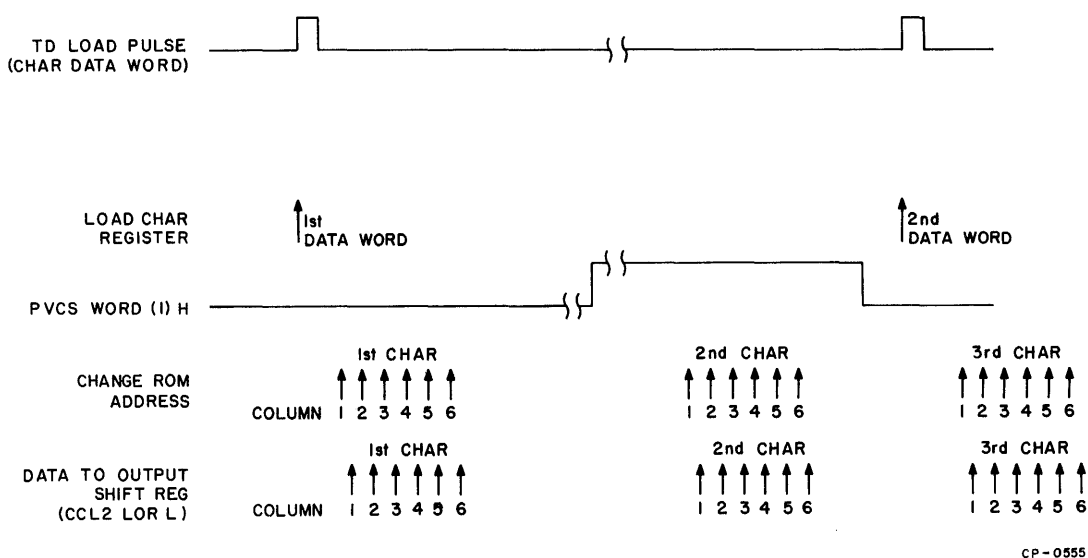 TD LOAD PULSE
(CHAR DATA WORD)
LOAD CHAR
REGISTER
1st
DATA WORD
2nd
DATA WORD
PVCS WORD (1) H
CHANGE ROM
ADDRESS
1st CHAR
2nd CHAR
3rd CHAR
COLUMN 1 2 3 4 5 6 1 2 3 4 5 6 1 2 3 4 5 6
DATA TO OUTPUT
SHIFT REG
(CCL2 LOR L)
1st CHAR
2nd CHAR
3rd CHAR
COLUMN 1 2 3 4 5 6 1 2 3 4 5 6 1 2 3 4 5 6
CP-0555